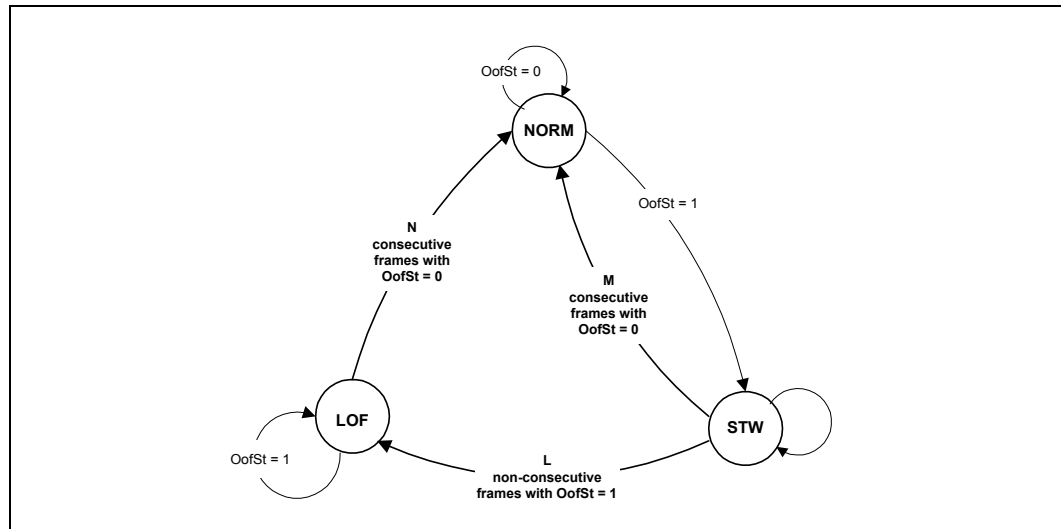 OofSt = 0
NORM
OofSt = 1
N
consecutive
frames with
OofSt = 0
M
consecutive
frames with
OofSt = 0
LOF
STW
OofSt = 1
L
non-consecutive
frames with OofSt = 1